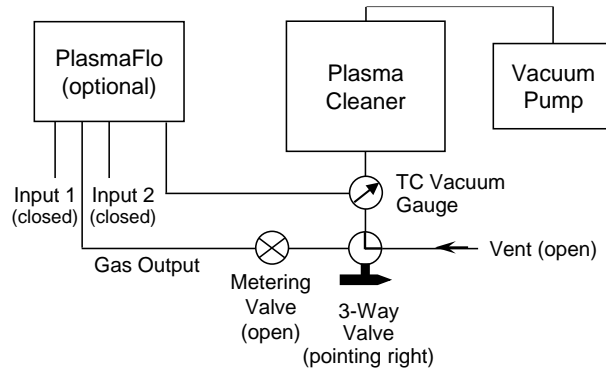 PlasmaFlo
(optional)
Plasma
Cleaner
Vacuum
Pump
Input 1
(closed)
Input 2
(closed)
TC Vacuum
Gauge
Gas Output
Vent (open)
Metering
Valve
(open)
3-Way
Valve
(pointing right)